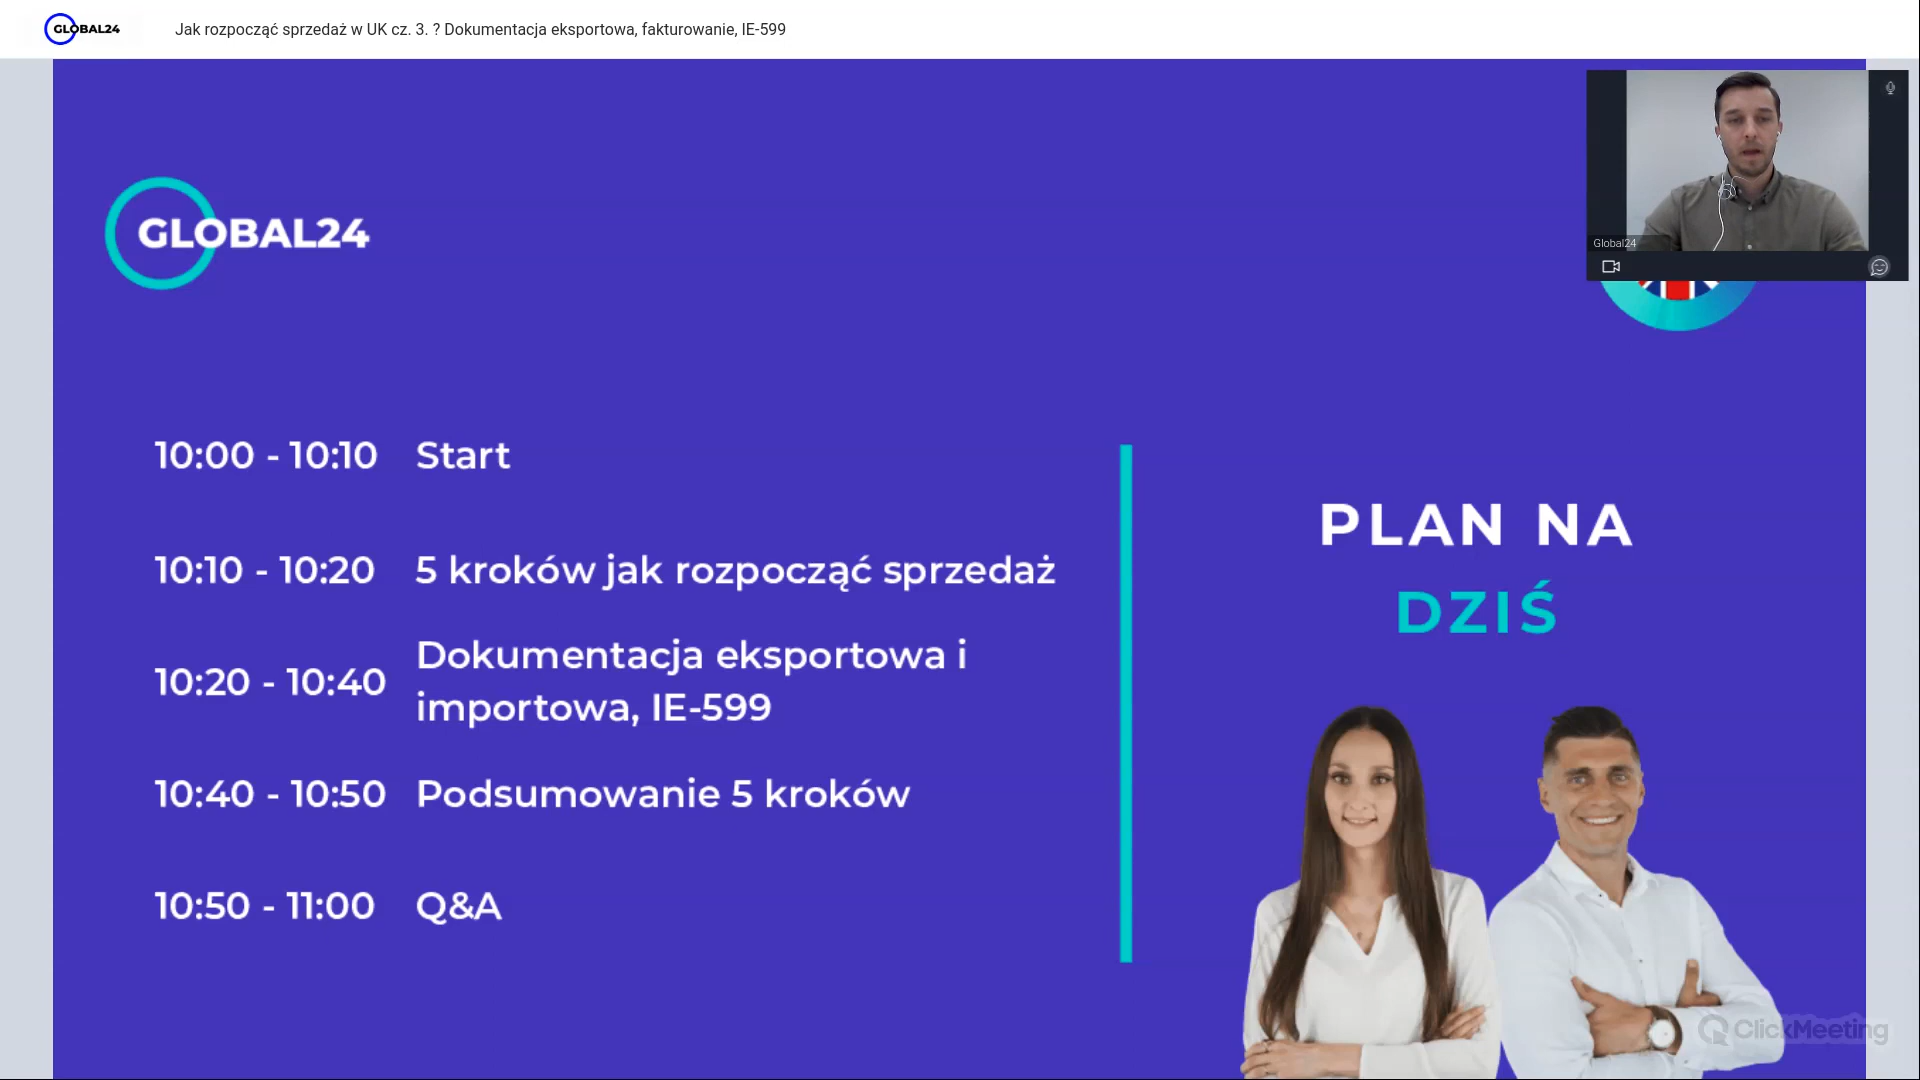 GLOBAL24
Jak rozpocząć sprzedaż w UK cz. 3. ? Dokumentacja eksportowa, fakturowanie, IE-599
Global24
GLOBAL24
10:00 - 10:10 Start
10:10 - 10:20 5 kroków jak rozpocząć sprzedaż
10:20 - 10:40 Dokumentacja eksportowa i
importowa, IE-599
10:40 - 10:50 Podsumowanie 5 kroków
10:50 - 11:00 Q&A
PLAN NA
DZIŚ
ClickMeeting